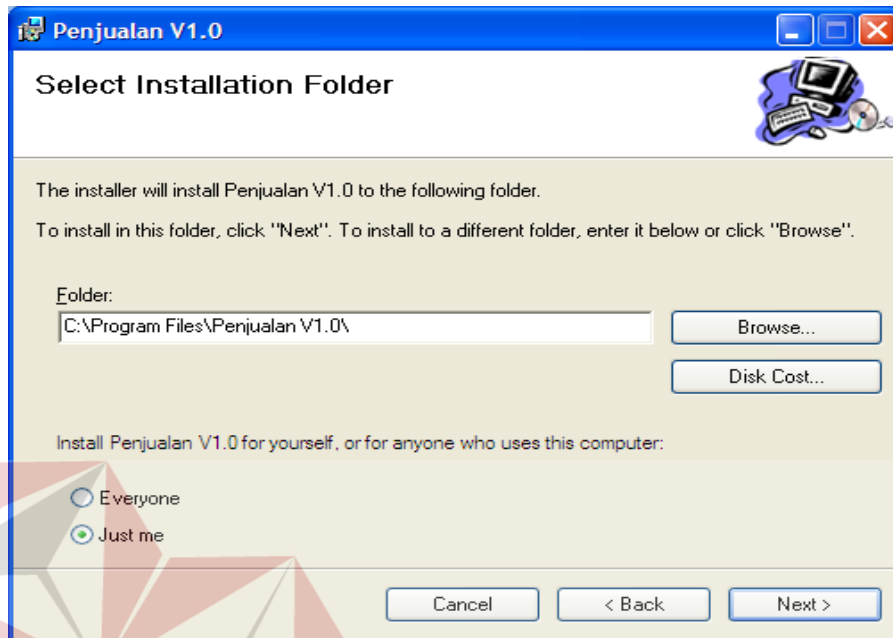 Penjualan V1.0
Select Installation Folder
The installer will install Penjualan V1.0 to the following folder.
To install in this folder, click "Next". To install to a different folder, enter it below or click "Browse".
Folder:
C:\Program Files\Penjualan V1.0\
Browse...
Disk Cost...
Install Penjualan V1.0 for yourself, or for anyone who uses this computer:
Everyone
Just me
Cancel
< Back
Next >